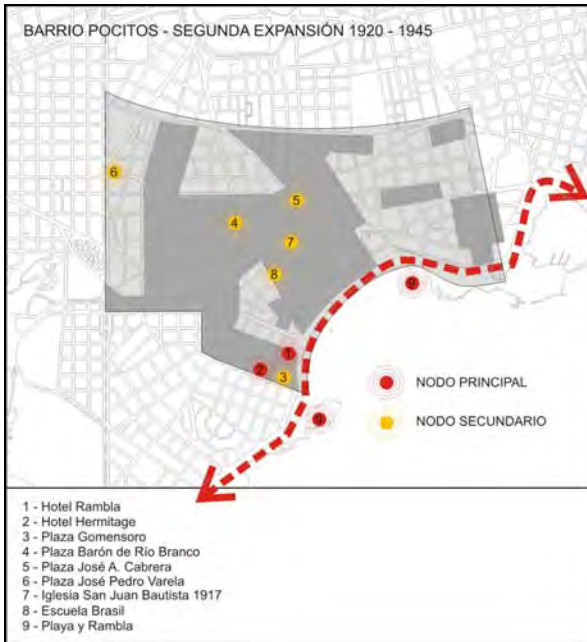 BARRIO POCITOS - SEGUNDA EXPANSIÓN 1920 - 1945
6
5
4
7
8
9
1
2
3
9
NODO PRINCIPAL
NODO SECUNDARIO
1 - Hotel Rambla
2 - Hotel Hermitage
3 - Plaza Gomensoro
4 - Plaza Barón de Río Branco
5 - Plaza José A. Cabrera
6 - Plaza José Pedro Varela
7 - Iglesia San Juan Bautista 1917
8 - Escuela Brasil
9 - Playa y Rambla